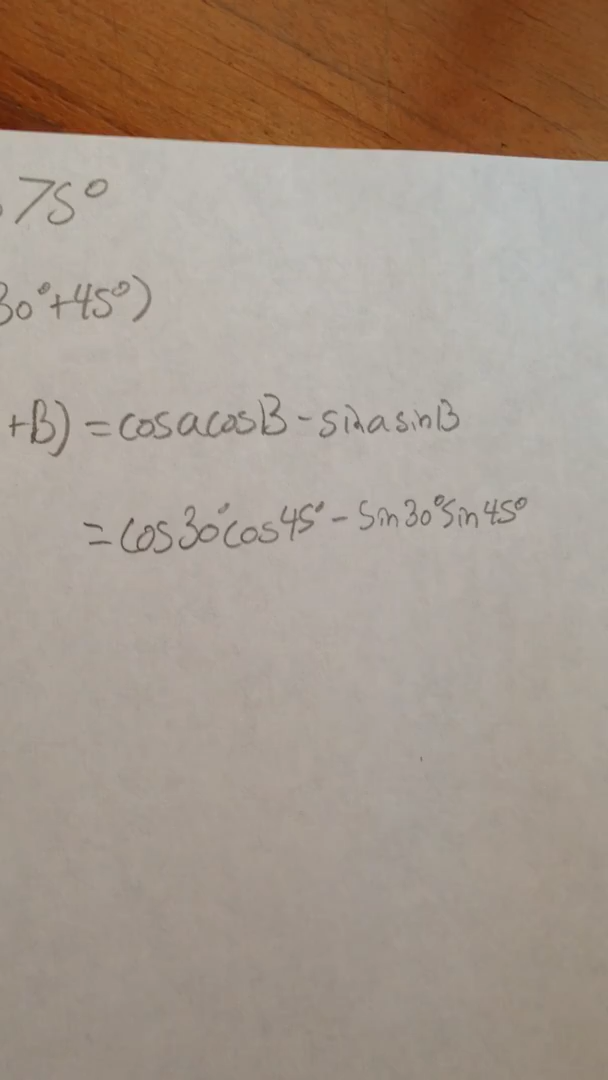 75°
30°+45°)
+B) = cosacosB - sinasinB
= cos30°cos45° - sin30°sin45°